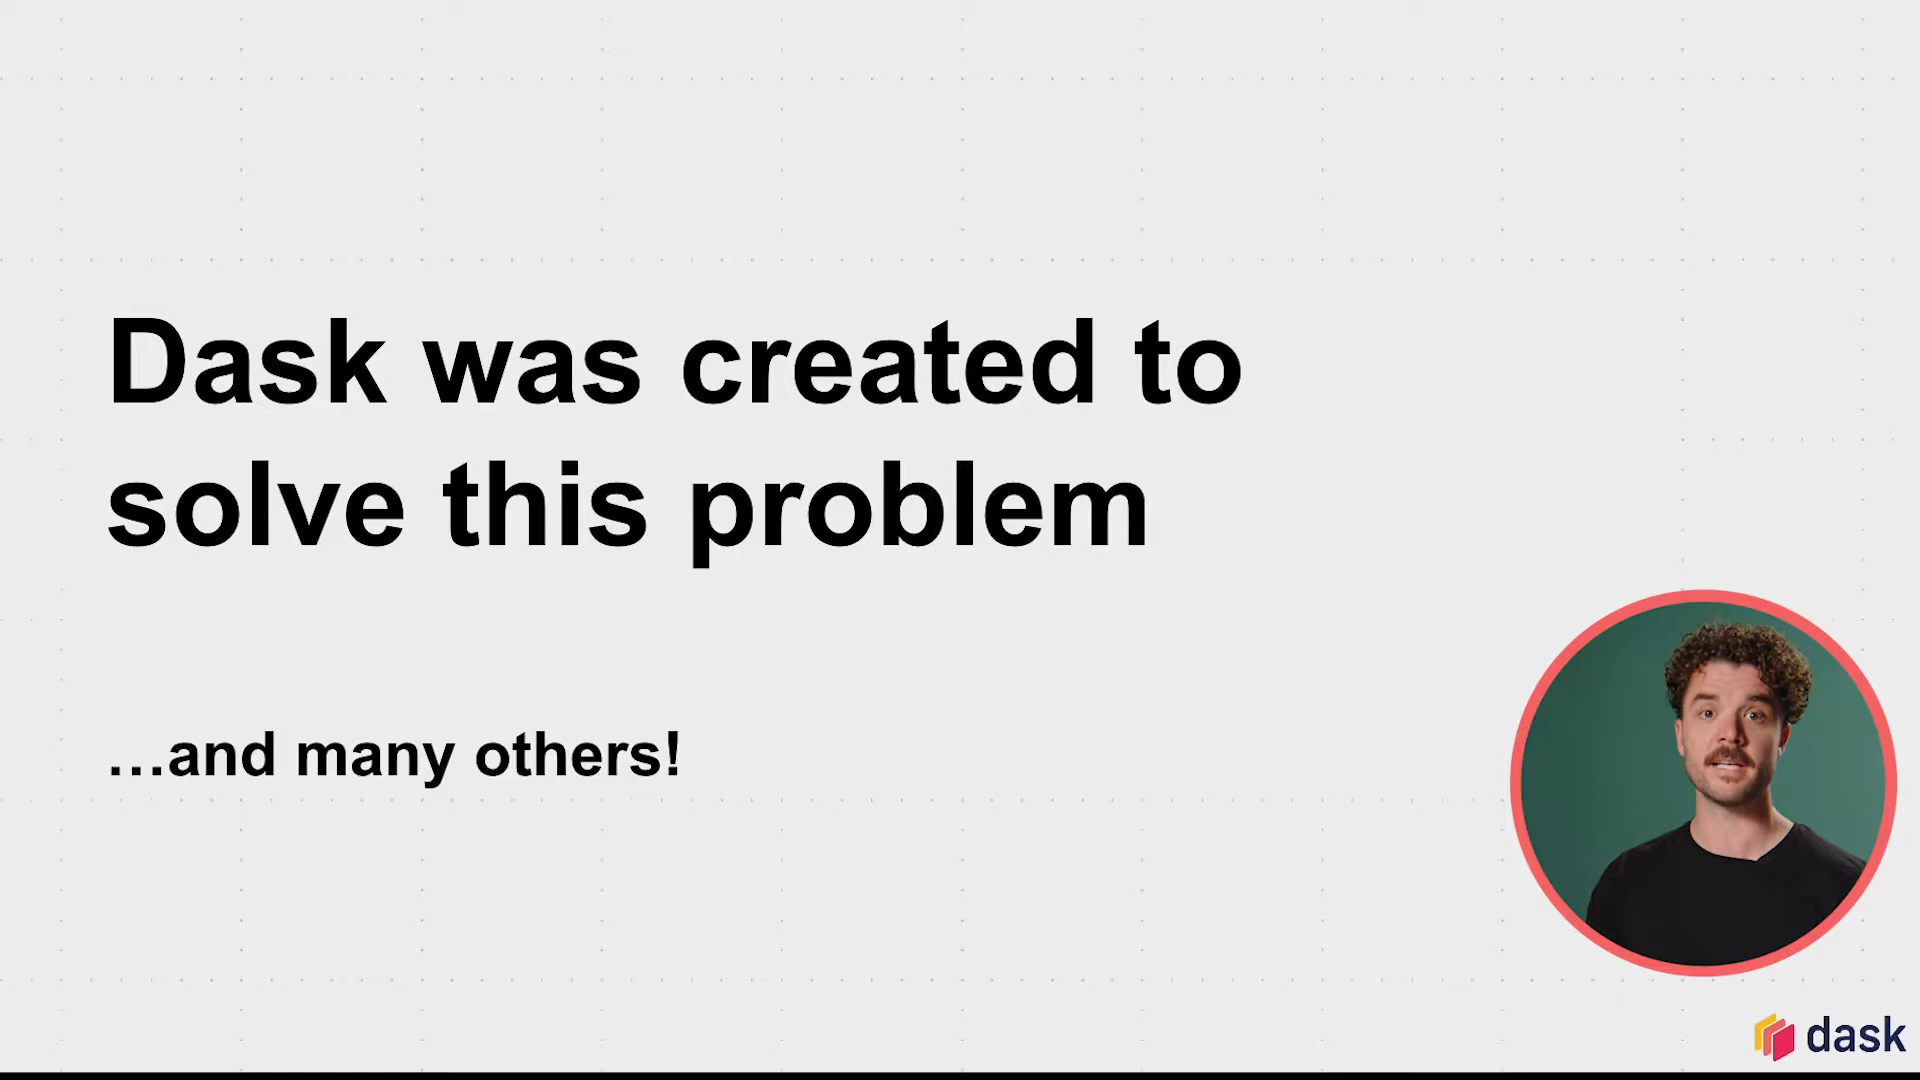 Dask was created to
solve this problem
…and many others!
dask